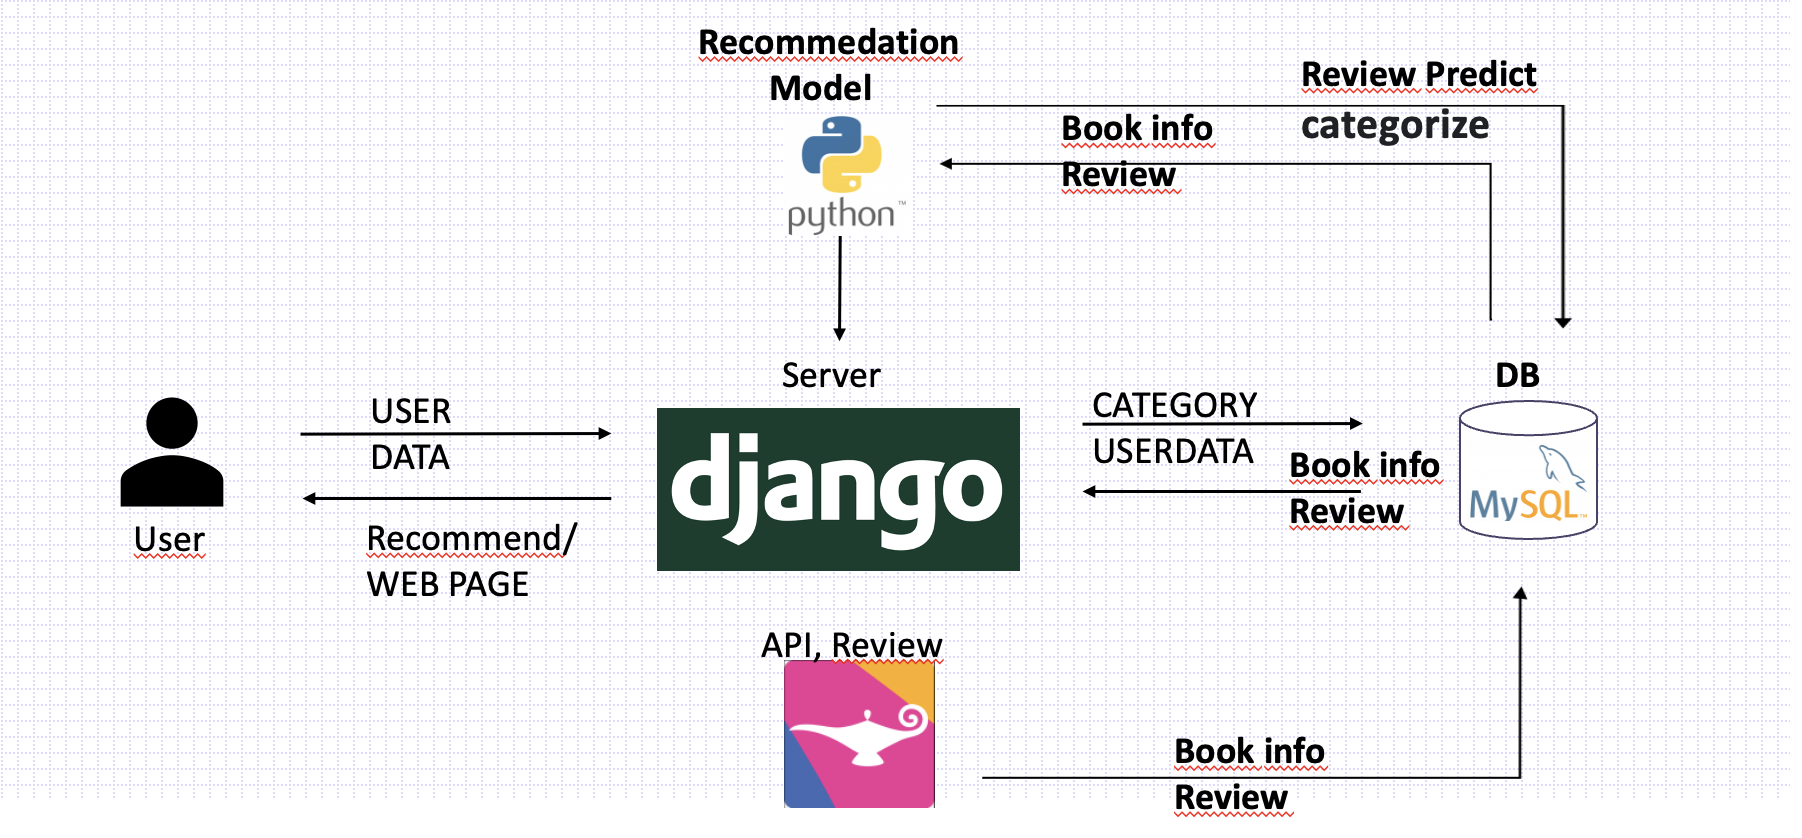 Recommedation
Model
python™
Review Predict
categorize
Book info
Review
Server
django
User
USER
DATA
Recommend/
WEB PAGE
CATEGORY
USERDATA
Book info
Review
DB
MySQL™
API, Review
Book info
Review